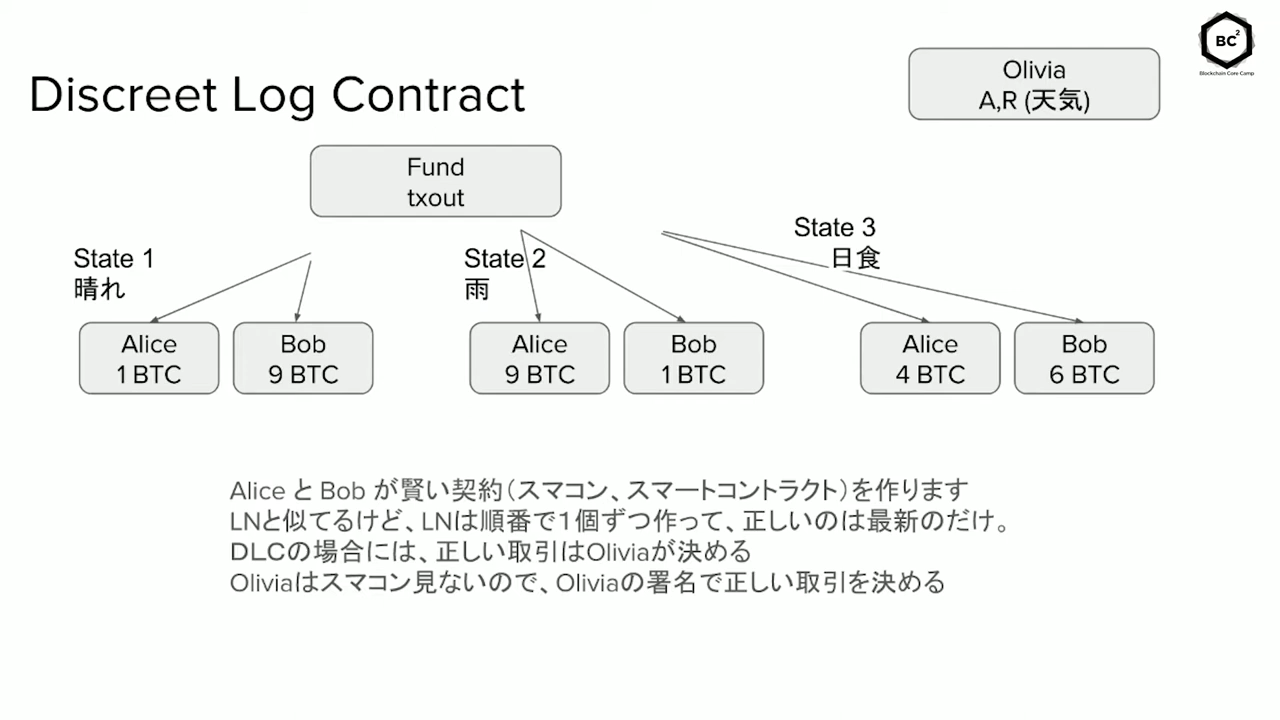 BC2
Blockchain Core Camp
Discreet Log Contract
Olivia
A,R (天気)
Fund
txout
State 1
晴れ
State 2
雨
State 3
日食
Alice
1 BTC
Bob
9 BTC
Alice
9 BTC
Bob
1 BTC
Alice
4 BTC
Bob
6 BTC
Alice と Bob が賢い契約（スマコン、スマートコントラクト）を作ります
LNと似てるけど、LNは順番で１個ずつ作って、正しいのは最新のだけ。
ＤＬＣの場合には、正しい取引はOliviaが決める
Oliviaはスマコン見ないので、Oliviaの署名で正しい取引を決める